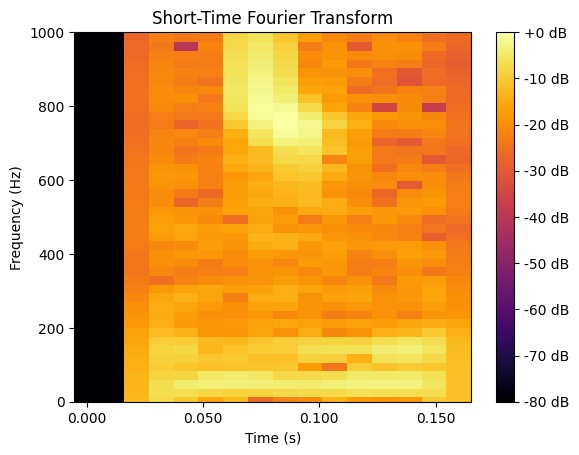 Short-Time Fourier Transform
1000
800
600
400
200
0
Frequency (Hz)
0.000
0.050
0.100
0.150
Time (s)
+0 dB
-10 dB
-20 dB
-30 dB
-40 dB
-50 dB
-60 dB
-70 dB
-80 dB